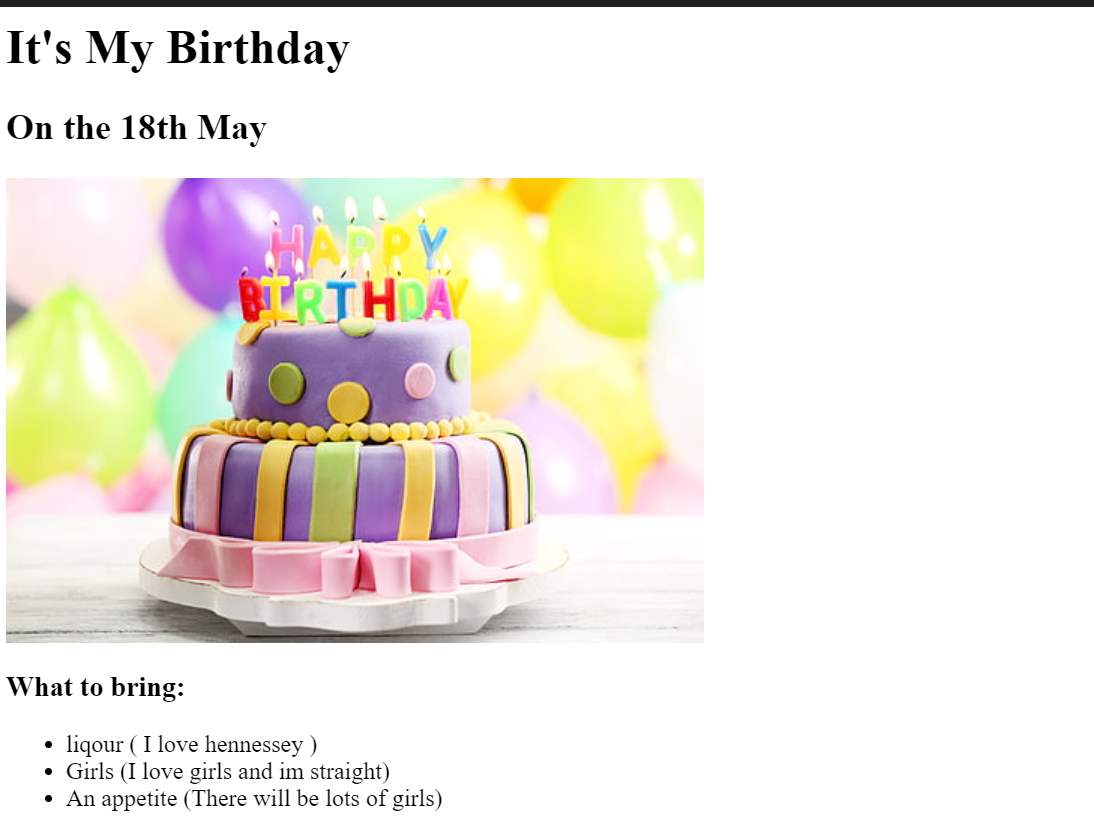 It's My Birthday
On the 18th May
HAPPY
BIRTHDAY
What to bring:
liqour ( I love hennessey )
Girls (I love girls and im straight)
An appetite (There will be lots of girls)